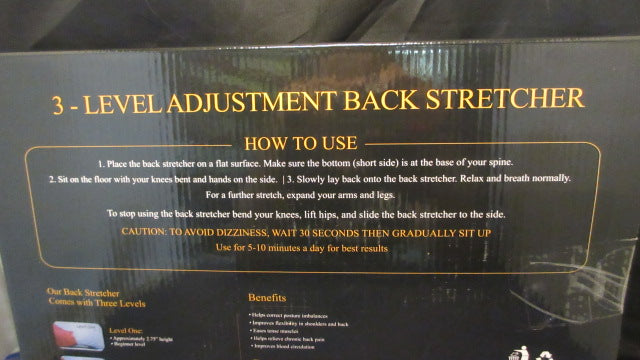 3 - LEVEL ADJUSTMENT BACK STRETCHER
HOW TO USE
1. Place the back stretcher on a flat surface. Make sure the bottom (short side) is at the base of your spine.
2. Sit on the floor with your knees bent and hands on the side. | 3. Slowly lay back onto the back stretcher. Relax and breath normally.
For a further stretch, expand your arms and legs.
To stop using the back stretcher bend your knees, lift hips, and slide the back stretcher to the side.
CAUTION: TO AVOID DIZZINESS, WAIT 30 SECONDS THEN GRADUALLY SIT UP
Use for 5-10 minutes a day for best results
Our Back Stretcher
Comes with Three Levels
Level One:
• Approximately 2.75" height
• Beginner level
Benefits
• Helps correct posture imbalances
• Improves flexibility in shoulders and back
• Eases tense muscles
• Helps relieve chronic back pain
• Improves blood circulation